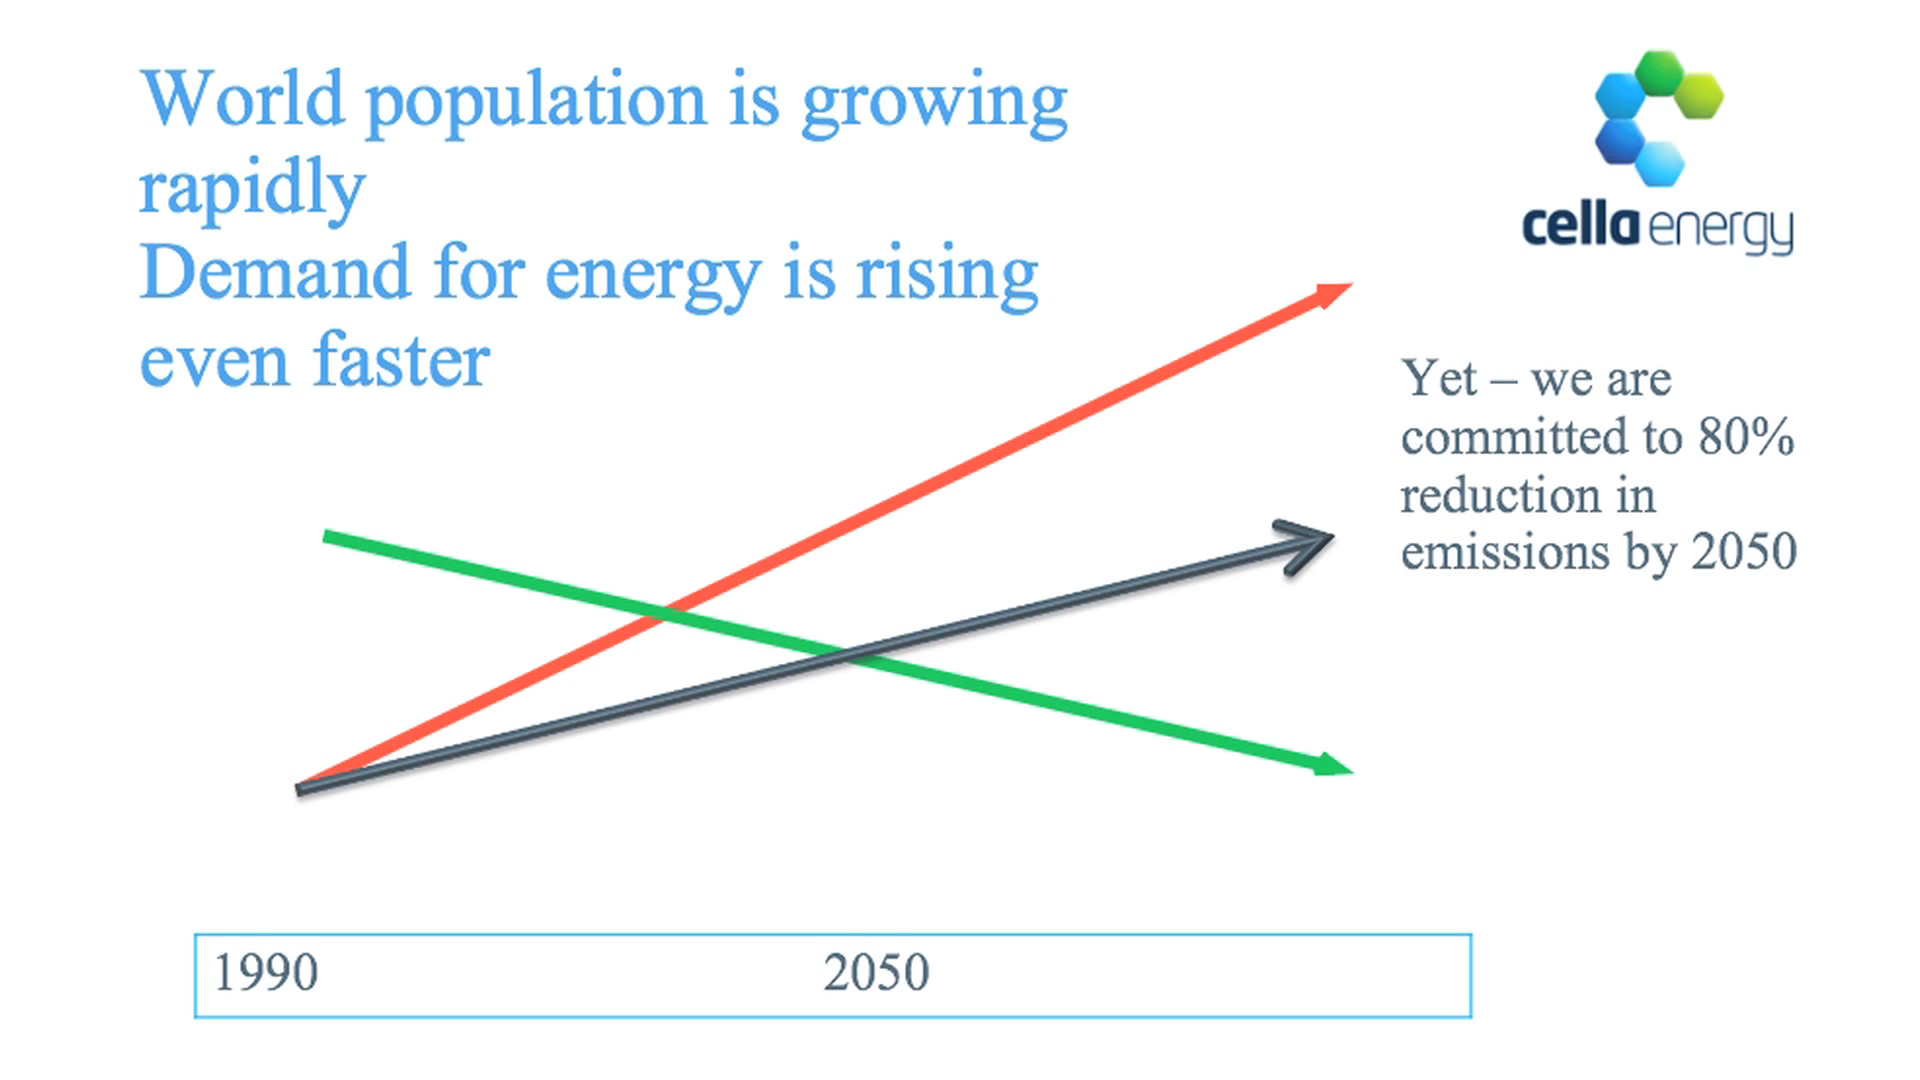 World population is growing
rapidly
Demand for energy is rising
even faster
cella energy
Yet – we are
committed to 80%
reduction in
emissions by 2050
1990 2050